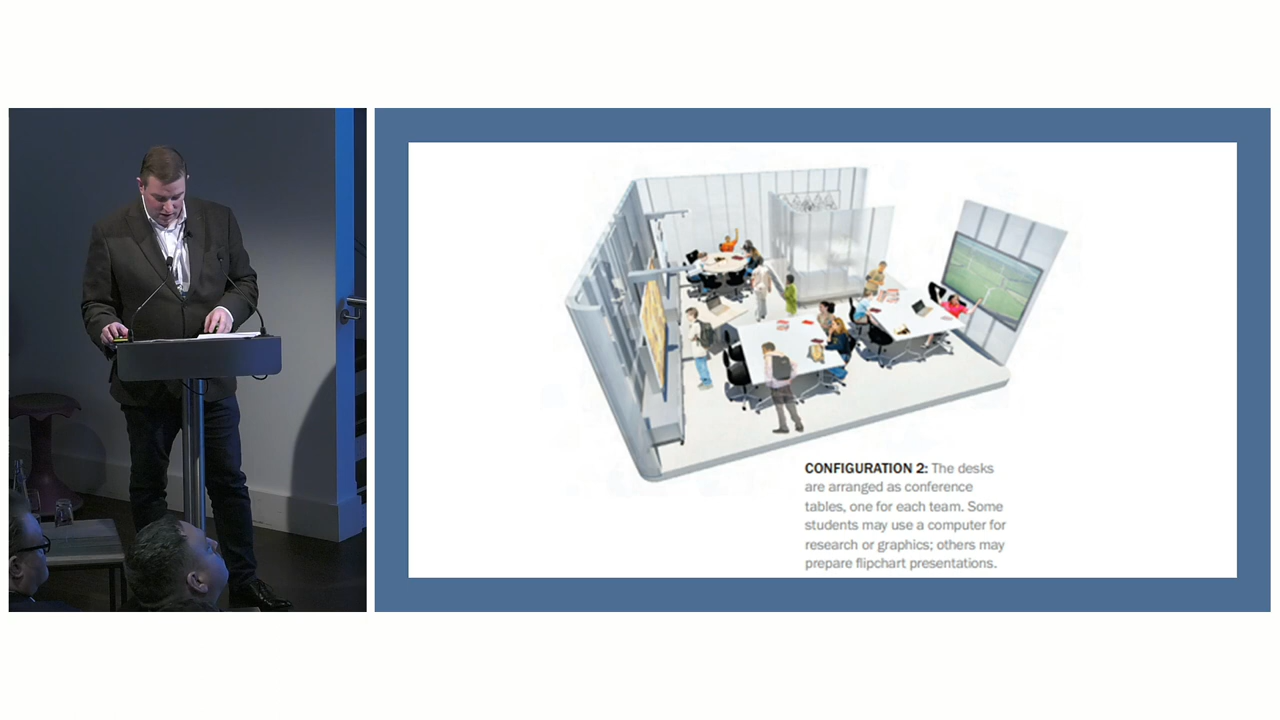 CONFIGURATION 2: The desks
are arranged as conference
tables, one for each team. Some
students may use a computer for
research or graphics; others may
prepare flipchart presentations.